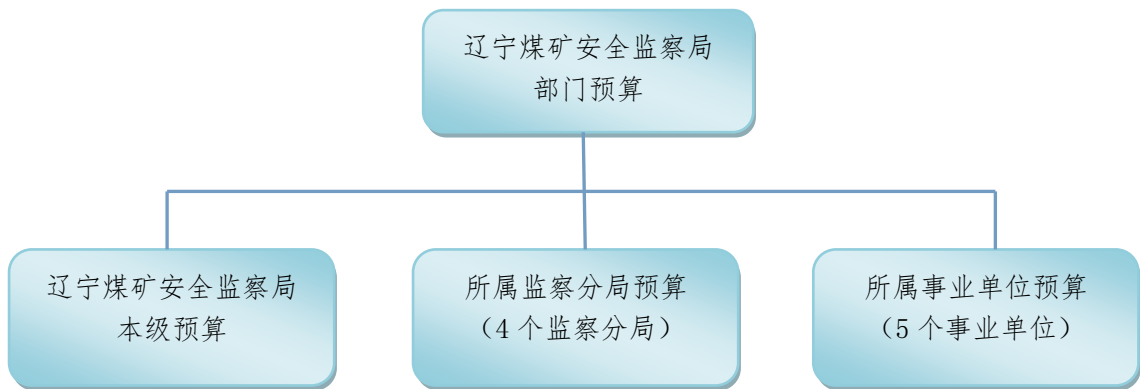 辽宁煤矿安全监察局
部门预算
辽宁煤矿安全监察局
本级预算
所属监察分局预算
（4 个监察分局）
所属事业单位预算
（5 个事业单位）